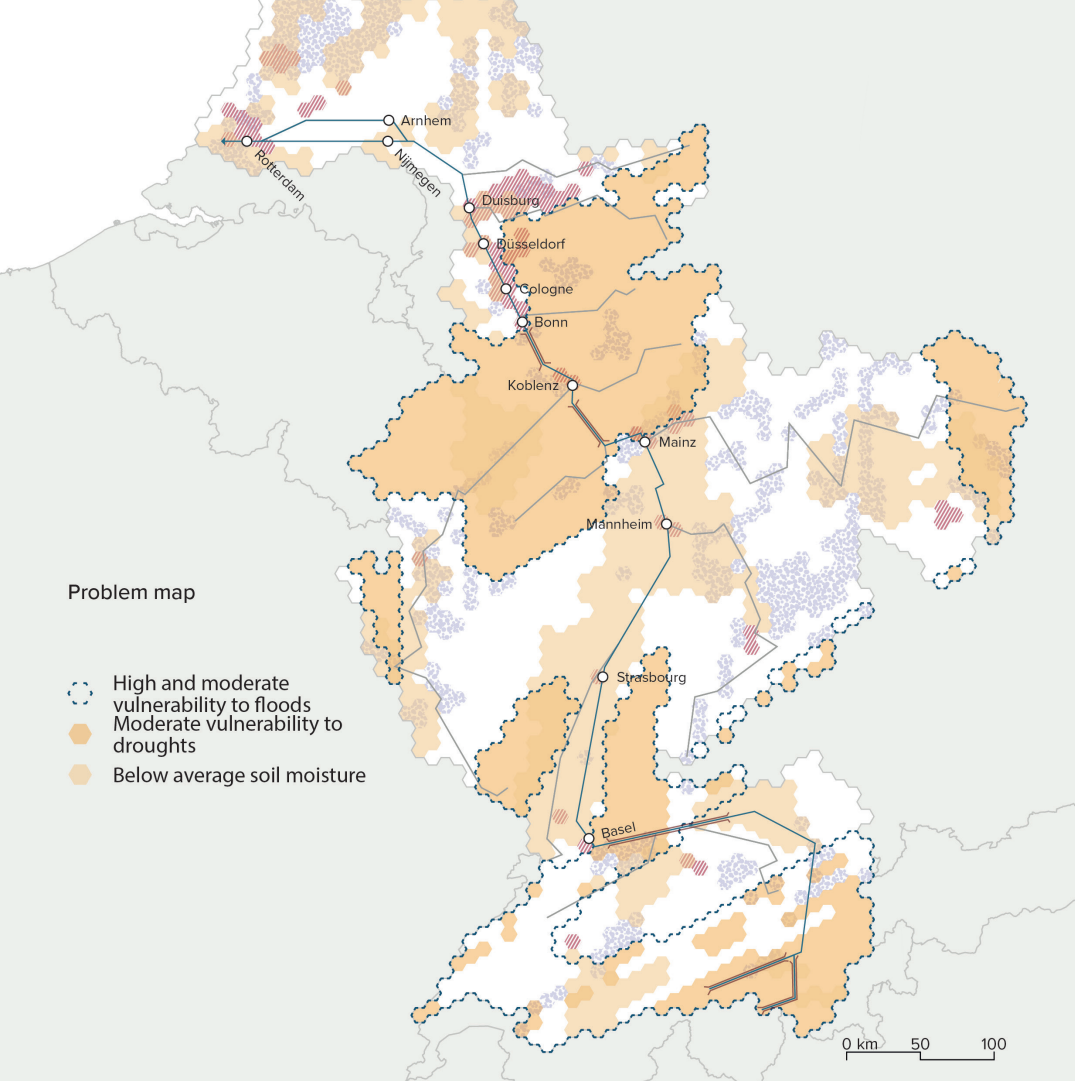 Arnhem
Rotterdam
Nijmegen
Duisburg
Düsseldorf
Cologne
Bonn
Koblenz
Mainz
Mannheim
Problem map
Strasbourg
High and moderate
vulnerability to floods
Moderate vulnerability to
droughts
Below average soil moisture
Basel
0 km 50 100